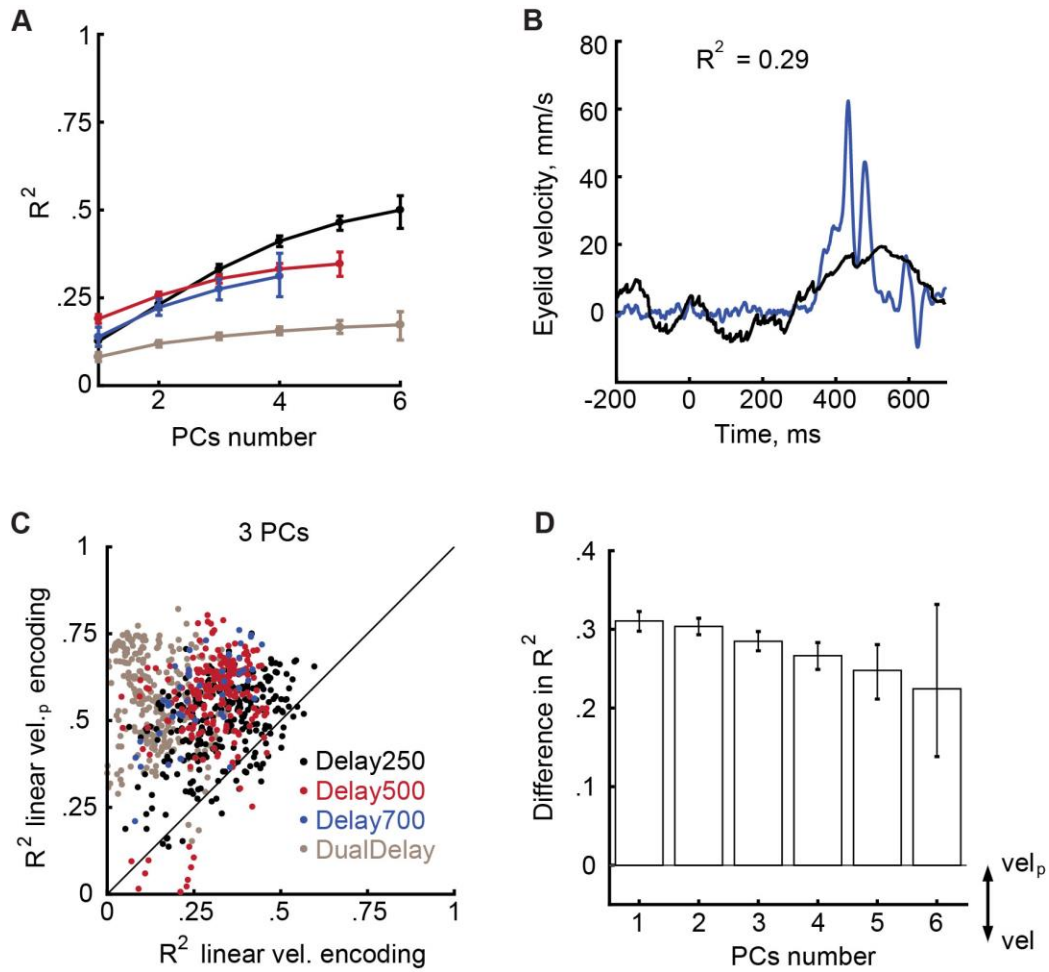 A
1
.75
.5
.25
0
R²
2
4
6
PCs number
B
80
60
40
20
0
Eyelid velocity, mm/s
R² = 0.29
-200
0
200
400
600
Time, ms
C
3 PCs
1
.75
.5
.25
0
R² linear vel.ₚ encoding
Delay250
Delay500
Delay700
DualDelay
0
.25
.5
.75
1
R² linear vel. encoding
D
.4
.3
.2
.1
0
Difference in R²
velₚ
vel
1
2
3
4
5
6
PCs number